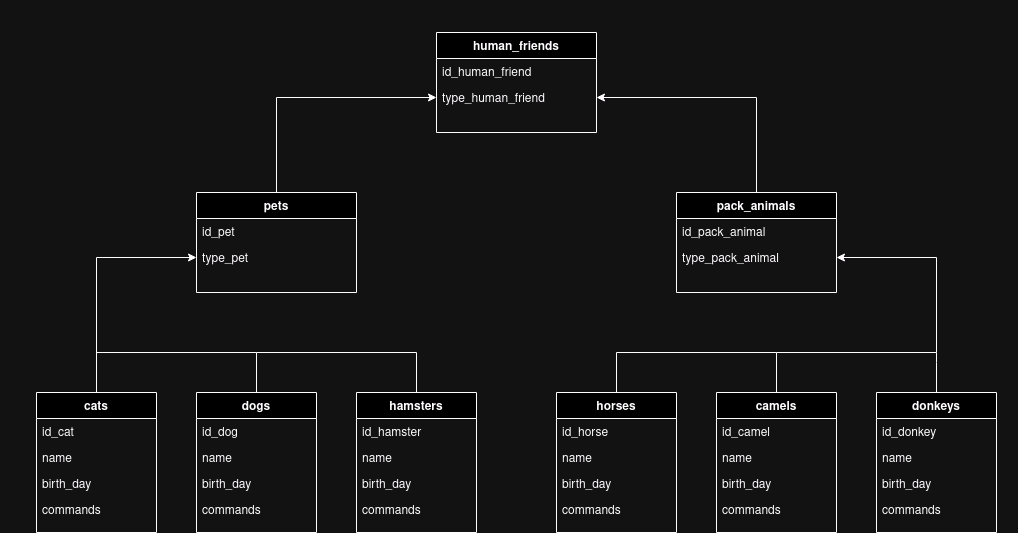 human_friends
id_human_friend
type_human_friend
pets
id_pet
type_pet
pack_animals
id_pack_animal
type_pack_animal
cats
id_cat
name
birth_day
commands
dogs
id_dog
name
birth_day
commands
hamsters
id_hamster
name
birth_day
commands
horses
id_horse
name
birth_day
commands
camels
id_camel
name
birth_day
commands
donkeys
id_donkey
name
birth_day
commands